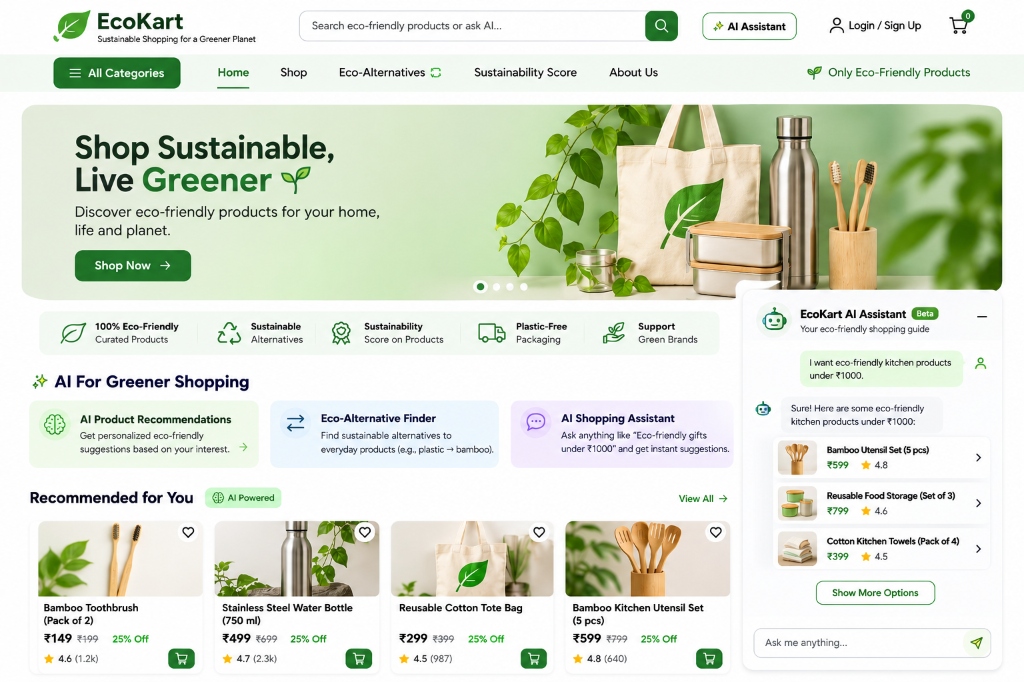 EcoKart
Sustainable Shopping for a Greener Planet
Search eco-friendly products or ask AI...
AI Assistant
Login / Sign Up
0
All Categories
Home
Shop
Eco-Alternatives
Sustainability Score
About Us
Only Eco-Friendly Products
Shop Sustainable,
Live Greener
Discover eco-friendly products for your home,
life and planet.
Shop Now →
100% Eco-Friendly
Curated Products
Sustainable
Alternatives
Sustainability
Score on Products
Plastic-Free
Packaging
Support
Green Brands
AI For Greener Shopping
AI Product Recommendations
Get personalized eco-friendly
suggestions based on your interest. →
Eco-Alternative Finder
Find sustainable alternatives to
everyday products (e.g., plastic → bamboo).
AI Shopping Assistant
Ask anything like "Eco-friendly gifts
under ₹1000" and get instant suggestions.
Recommended for You
AI Powered
View All →
Bamboo Toothbrush
(Pack of 2)
₹149 ₹199 25% Off
4.6 (1.2k)
Stainless Steel Water Bottle
(750 ml)
₹499 ₹699 25% Off
4.7 (2.3k)
Reusable Cotton Tote Bag
₹299 ₹399 25% Off
4.5 (987)
Bamboo Kitchen Utensil Set
(5 pcs)
₹599 ₹799 25% Off
4.8 (640)
EcoKart AI Assistant Beta
Your eco-friendly shopping guide
I want eco-friendly kitchen products
under ₹1000.
Sure! Here are some eco-friendly
kitchen products under ₹1000:
Bamboo Utensil Set (5 pcs)
₹599 4.8
Reusable Food Storage (Set of 3)
₹799 4.6
Cotton Kitchen Towels (Pack of 4)
₹399 4.5
Show More Options
Ask me anything...